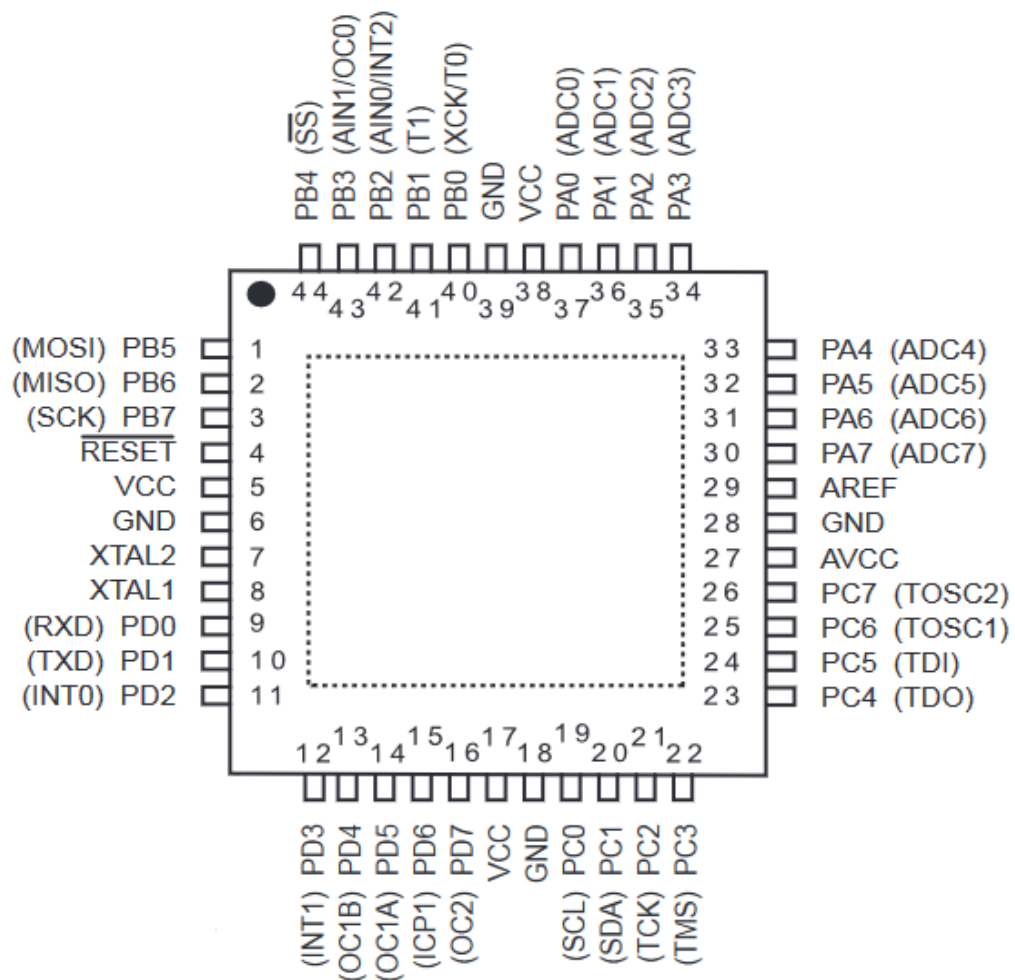 PB4 (SS)
PB3 (AIN1/OC0)
PB2 (AIN0/INT2)
PB1 (T1)
PB0 (XCK/T0)
GND
VCC
PA0 (ADC0)
PA1 (ADC1)
PA2 (ADC2)
PA3 (ADC3)
44
43
42
41
40
39
38
37
36
35
34
(MOSI) PB5 1
(MISO) PB6 2
(SCK) PB7 3
RESET 4
VCC 5
GND 6
XTAL2 7
XTAL1 8
(RXD) PD0 9
(TXD) PD1 10
(INT0) PD2 11
33 PA4 (ADC4)
32 PA5 (ADC5)
31 PA6 (ADC6)
30 PA7 (ADC7)
29 AREF
28 GND
27 AVCC
26 PC7 (TOSC2)
25 PC6 (TOSC1)
24 PC5 (TDI)
23 PC4 (TDO)
12
13
14
15
16
17
18
19
20
21
22
(INT1) PD3
(OC1B) PD4
(OC1A) PD5
(ICP1) PD6
(OC2) PD7
VCC
GND
(SCL) PC0
(SDA) PC1
(TCK) PC2
(TMS) PC3